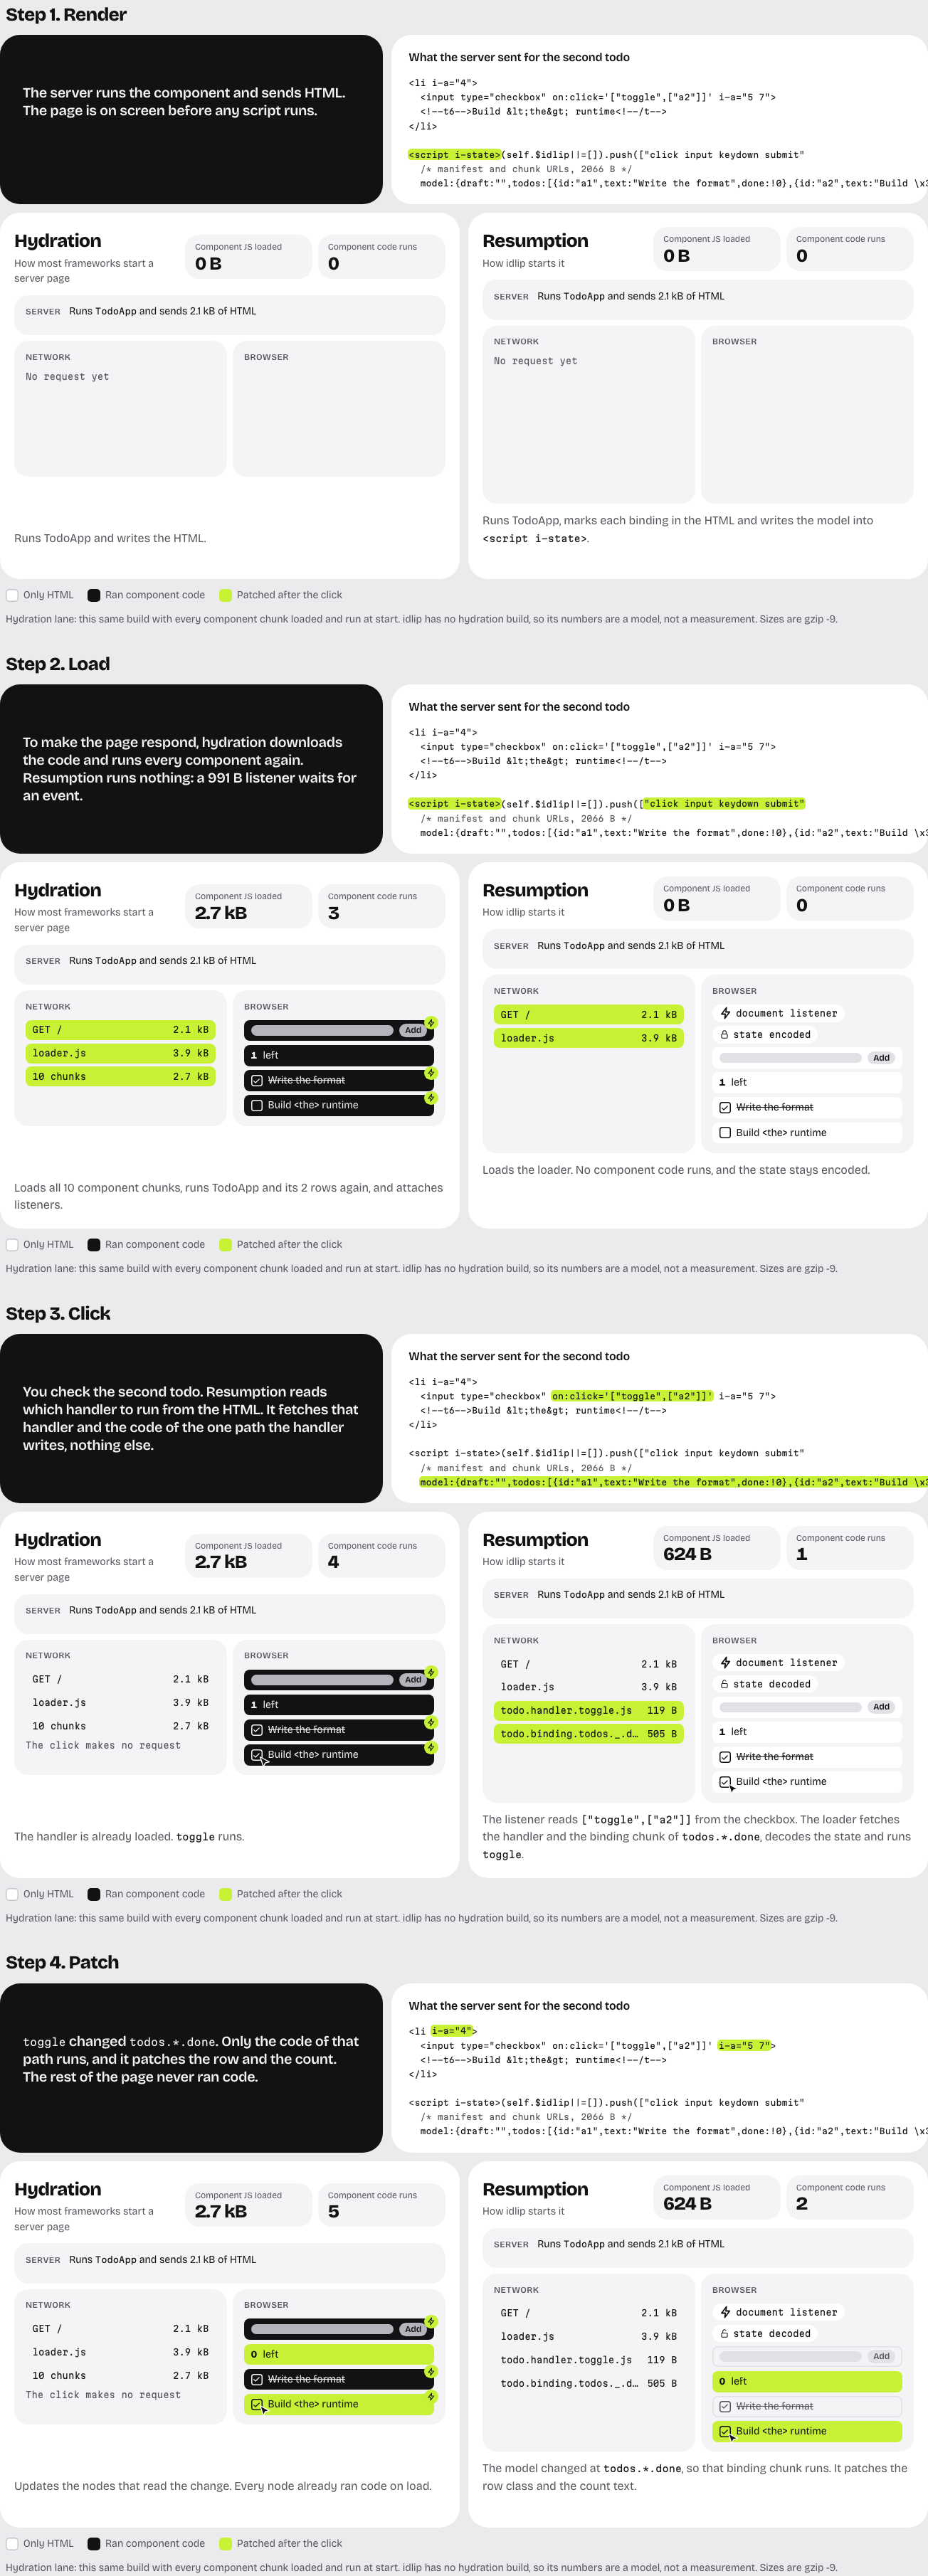 Step 1. Render
The server runs the component and sends HTML.
The page is on screen before any script runs.
What the server sent for the second todo
<li i-a="4">
<input type="checkbox" on:click='["toggle",["a2"]]' i-a="5 7">
<!--t6-->Build &lt;the&gt; runtime<!--/t-->
</li>
<script i-state>(self.$idlip||=[]).push(["click input keydown submit"
/* manifest and chunk URLs, 2066 B */
model:{draft:"",todos:[{id:"a1",text:"Write the format",done:!0},{id:"a2",text:"Build \x3
Hydration
How most frameworks start a
server page
Component JS loaded
0 B
Component code runs
0
SERVER Runs TodoApp and sends 2.1 kB of HTML
NETWORK
No request yet
BROWSER
Runs TodoApp and writes the HTML.
Resumption
How idlip starts it
Component JS loaded
0 B
Component code runs
0
SERVER Runs TodoApp and sends 2.1 kB of HTML
NETWORK
No request yet
BROWSER
Runs TodoApp, marks each binding in the HTML and writes the model into
<script i-state>.
Only HTML Ran component code Patched after the click
Hydration lane: this same build with every component chunk loaded and run at start. idlip has no hydration build, so its numbers are a model, not a measurement. Sizes are gzip -9.
Step 2. Load
To make the page respond, hydration downloads
the code and runs every component again.
Resumption runs nothing: a 991 B listener waits for
an event.
What the server sent for the second todo
<li i-a="4">
<input type="checkbox" on:click='["toggle",["a2"]]' i-a="5 7">
<!--t6-->Build &lt;the&gt; runtime<!--/t-->
</li>
<script i-state>(self.$idlip||=[]).push(["click input keydown submit"
/* manifest and chunk URLs, 2066 B */
model:{draft:"",todos:[{id:"a1",text:"Write the format",done:!0},{id:"a2",text:"Build \x3
Hydration
How most frameworks start a
server page
Component JS loaded
2.7 kB
Component code runs
3
SERVER Runs TodoApp and sends 2.1 kB of HTML
NETWORK
GET / 2.1 kB
loader.js 3.9 kB
10 chunks 2.7 kB
BROWSER
Add
1 left
Write the format
Build <the> runtime
Loads all 10 component chunks, runs TodoApp and its 2 rows again, and attaches
listeners.
Resumption
How idlip starts it
Component JS loaded
0 B
Component code runs
0
SERVER Runs TodoApp and sends 2.1 kB of HTML
NETWORK
GET / 2.1 kB
loader.js 3.9 kB
BROWSER
document listener
state encoded
Add
1 left
Write the format
Build <the> runtime
Loads the loader. No component code runs, and the state stays encoded.
Only HTML Ran component code Patched after the click
Hydration lane: this same build with every component chunk loaded and run at start. idlip has no hydration build, so its numbers are a model, not a measurement. Sizes are gzip -9.
Step 3. Click
You check the second todo. Resumption reads
which handler to run from the HTML. It fetches that
handler and the code of the one path the handler
writes, nothing else.
What the server sent for the second todo
<li i-a="4">
<input type="checkbox" on:click='["toggle",["a2"]]' i-a="5 7">
<!--t6-->Build &lt;the&gt; runtime<!--/t-->
</li>
<script i-state>(self.$idlip||=[]).push(["click input keydown submit"
/* manifest and chunk URLs, 2066 B */
model:{draft:"",todos:[{id:"a1",text:"Write the format",done:!0},{id:"a2",text:"Build \x3
Hydration
How most frameworks start a
server page
Component JS loaded
2.7 kB
Component code runs
4
SERVER Runs TodoApp and sends 2.1 kB of HTML
NETWORK
GET / 2.1 kB
loader.js 3.9 kB
10 chunks 2.7 kB
The click makes no request
BROWSER
Add
1 left
Write the format
Build <the> runtime
The handler is already loaded. toggle runs.
Resumption
How idlip starts it
Component JS loaded
624 B
Component code runs
1
SERVER Runs TodoApp and sends 2.1 kB of HTML
NETWORK
GET / 2.1 kB
loader.js 3.9 kB
todo.handler.toggle.js 119 B
todo.binding.todos._.d… 505 B
BROWSER
document listener
state decoded
Add
1 left
Write the format
Build <the> runtime
The listener reads ["toggle",["a2"]] from the checkbox. The loader fetches
the handler and the binding chunk of todos.*.done, decodes the state and runs
toggle.
Only HTML Ran component code Patched after the click
Hydration lane: this same build with every component chunk loaded and run at start. idlip has no hydration build, so its numbers are a model, not a measurement. Sizes are gzip -9.
Step 4. Patch
toggle changed todos.*.done. Only the code of that
path runs, and it patches the row and the count.
The rest of the page never ran code.
What the server sent for the second todo
<li i-a="4">
<input type="checkbox" on:click='["toggle",["a2"]]' i-a="5 7">
<!--t6-->Build &lt;the&gt; runtime<!--/t-->
</li>
<script i-state>(self.$idlip||=[]).push(["click input keydown submit"
/* manifest and chunk URLs, 2066 B */
model:{draft:"",todos:[{id:"a1",text:"Write the format",done:!0},{id:"a2",text:"Build \x3
Hydration
How most frameworks start a
server page
Component JS loaded
2.7 kB
Component code runs
5
SERVER Runs TodoApp and sends 2.1 kB of HTML
NETWORK
GET / 2.1 kB
loader.js 3.9 kB
10 chunks 2.7 kB
The click makes no request
BROWSER
Add
0 left
Write the format
Build <the> runtime
Updates the nodes that read the change. Every node already ran code on load.
Resumption
How idlip starts it
Component JS loaded
624 B
Component code runs
2
SERVER Runs TodoApp and sends 2.1 kB of HTML
NETWORK
GET / 2.1 kB
loader.js 3.9 kB
todo.handler.toggle.js 119 B
todo.binding.todos._.d… 505 B
BROWSER
document listener
state decoded
Add
0 left
Write the format
Build <the> runtime
The model changed at todos.*.done, so that binding chunk runs. It patches the
row class and the count text.
Only HTML Ran component code Patched after the click
Hydration lane: this same build with every component chunk loaded and run at start. idlip has no hydration build, so its numbers are a model, not a measurement. Sizes are gzip -9.